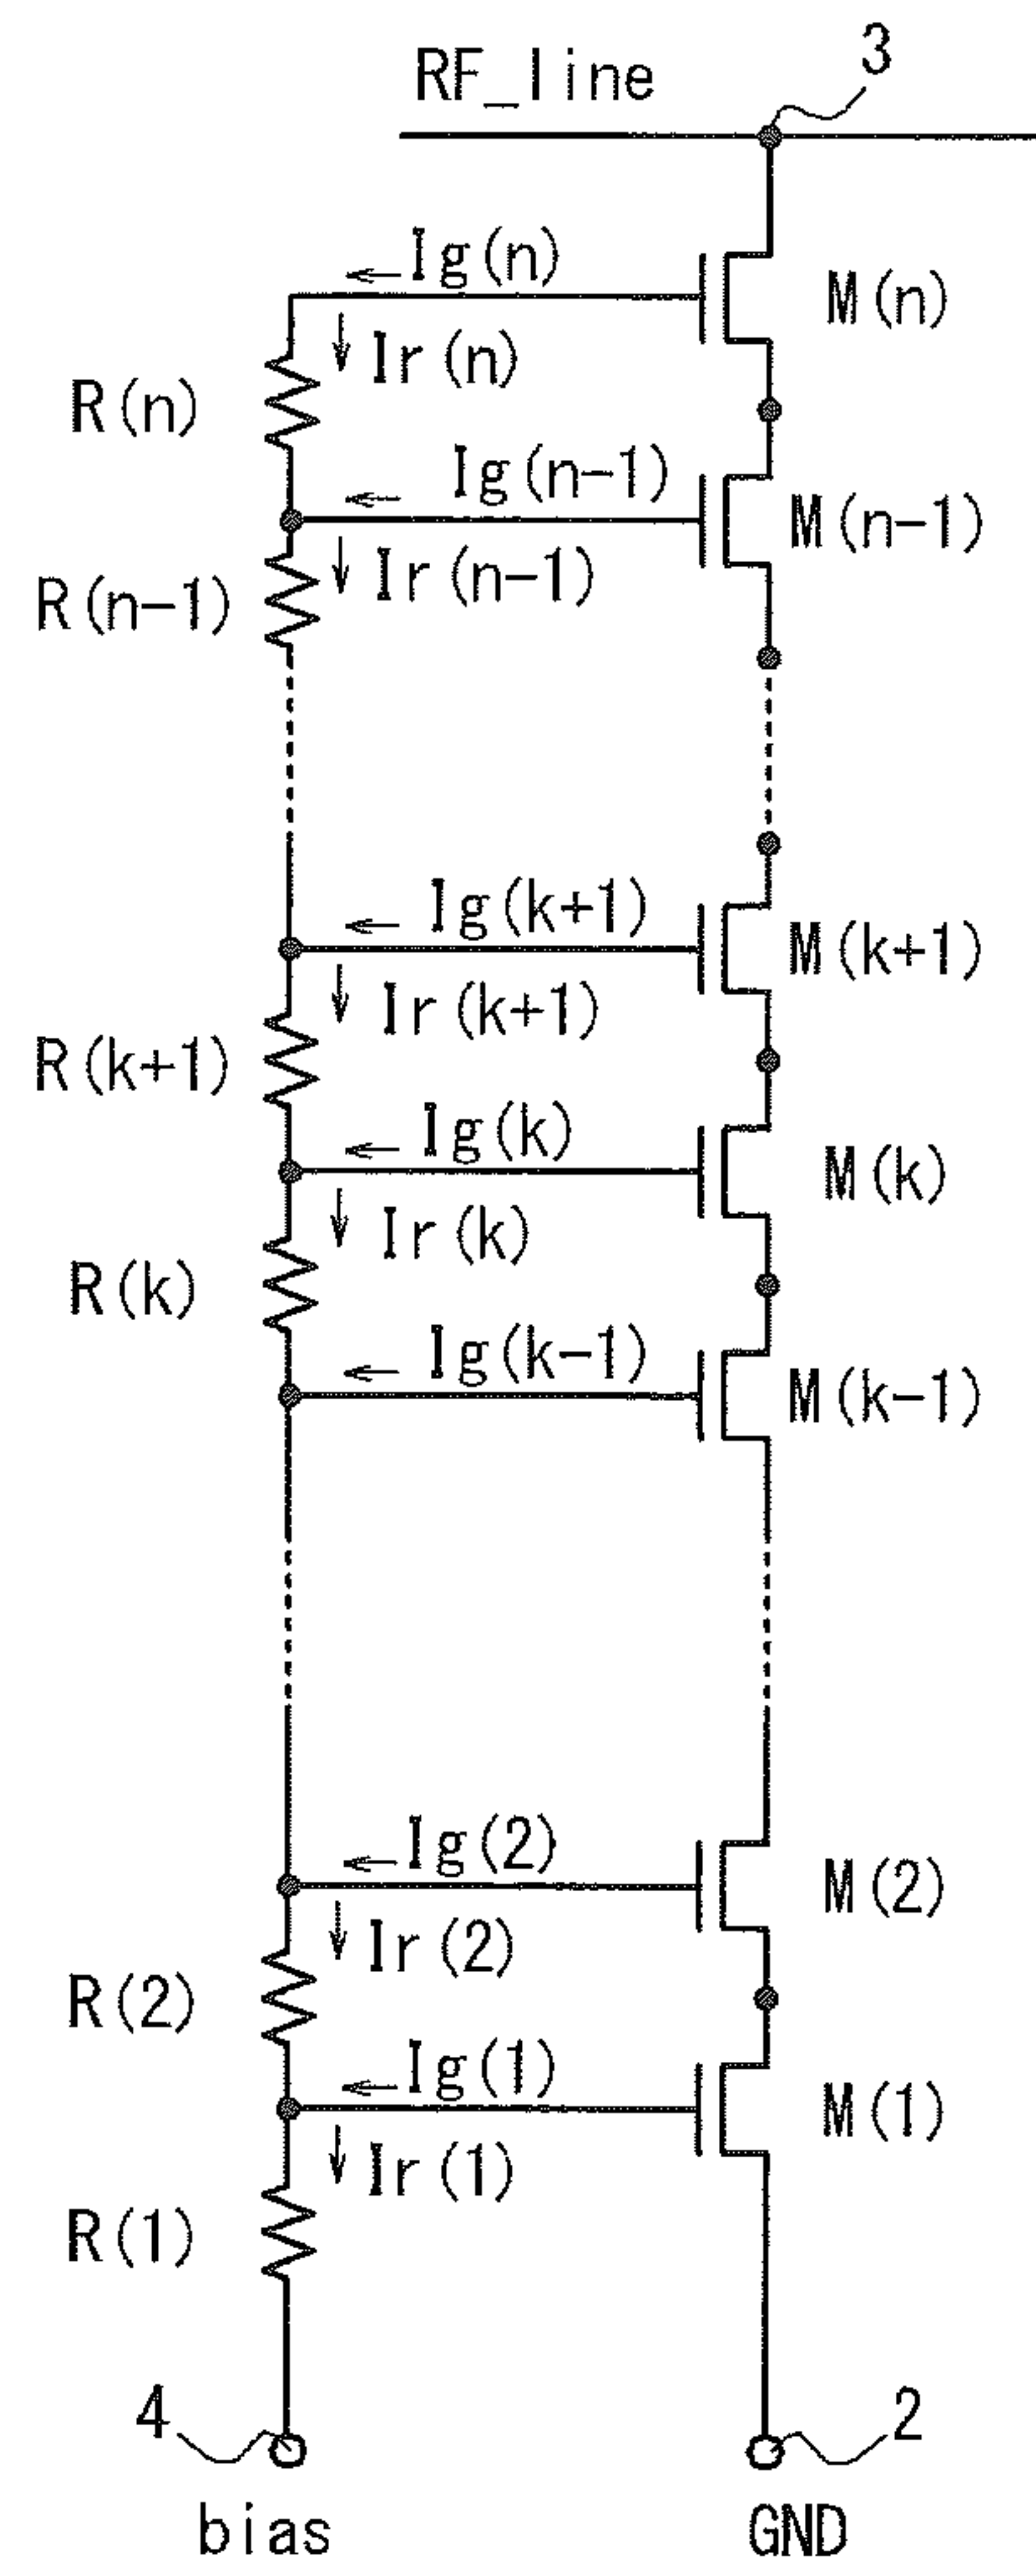 3
RF_line
Ig(n)
M(n)
Ir(n)
R(n)
Ig(n-1)
M(n-1)
Ir(n-1)
R(n-1)
Ig(k+1)
M(k+1)
Ir(k+1)
R(k+1)
Ig(k)
M(k)
Ir(k)
R(k)
Ig(k-1)
M(k-1)
Ig(2)
M(2)
Ir(2)
R(2)
Ig(1)
M(1)
Ir(1)
R(1)
4
2
bias
GND